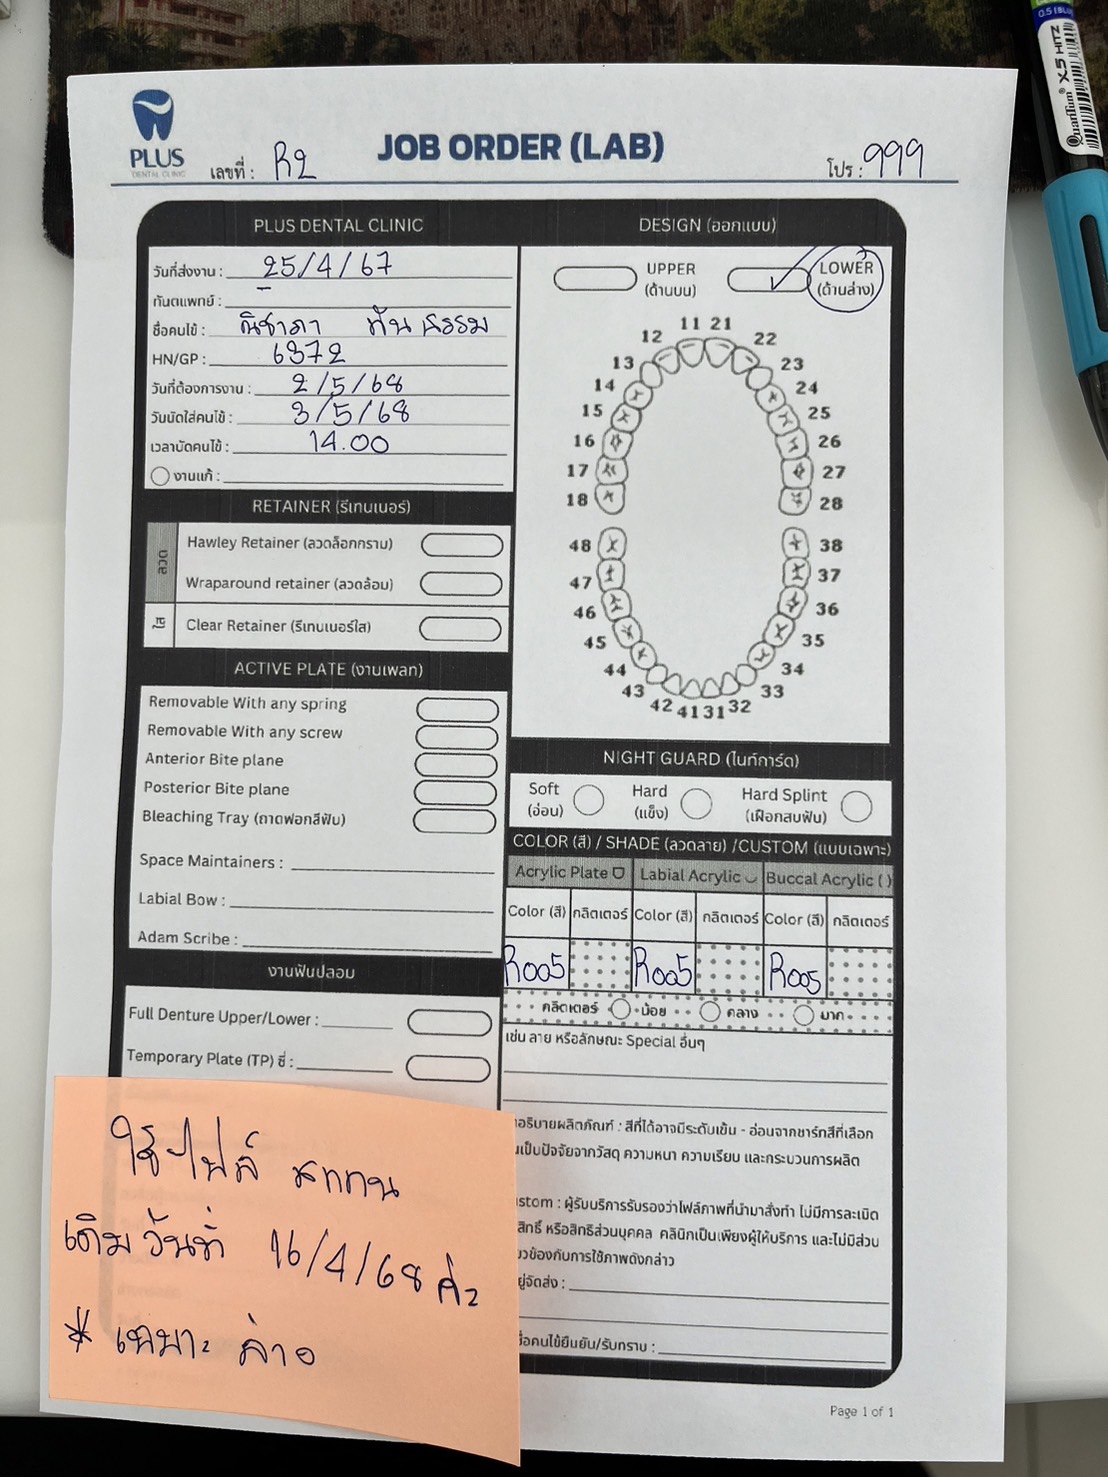 PLUS
DENTAL CLINIC
เลขที่ : R2
JOB ORDER (LAB)
โปร : 999
PLUS DENTAL CLINIC
วันที่ส่งงาน : 25/4/67
ทันตแพทย์ :
ชื่อคนไข้ : ณิชาภา ทันธรรม
HN/GP : 6372
วันที่ต้องการงาน : 2/5/68
วันนัดใส่คนไข้ : 3/5/68
เวลานัดคนไข้ : 14.00
งานแก้ :
RETAINER (รีเทนเนอร์)
ลวด
Hawley Retainer (ลวดล็อกกราม)
Wraparound retainer (ลวดล้อม)
ใส
Clear Retainer (รีเทนเนอร์ใส)
ACTIVE PLATE (งานเพลท)
Removable With any spring
Removable With any screw
Anterior Bite plane
Posterior Bite plane
Bleaching Tray (ถาดฟอกสีฟัน)
Space Maintainers :
Labial Bow :
Adam Scribe :
งานฟันปลอม
Full Denture Upper/Lower :
Temporary Plate (TP) ซี่ :
ใช้ไฟล์ สแกน
เดิม วันที่ 16/4/68 ค่ะ
* เฉพาะ ล่าง
DESIGN (ออกแบบ)
UPPER
(ด้านบน)
LOWER
(ด้านล่าง)
11 21
12 22
13 23
14 24
15 25
16 26
17 27
18 28
48 38
47 37
46 36
45 35
44 34
43 33
42 41 31 32
NIGHT GUARD (ไนท์การ์ด)
Soft
(อ่อน)
Hard
(แข็ง)
Hard Splint
(เฝือกสบฟัน)
COLOR (สี) / SHADE (ลวดลาย) /CUSTOM (แบบเฉพาะ)
Acrylic Plate Labial Acrylic Buccal Acrylic ( )
Color (สี) กลิตเตอร์ Color (สี) กลิตเตอร์ Color (สี) กลิตเตอร์
R005 R005 R005
กลิตเตอร์ น้อย กลาง มาก
เช่น ลาย หรือลักษณะ Special อื่นๆ
อธิบายผลิตภัณฑ์ : สีที่ได้อาจมีระดับเข้ม - อ่อนจากชาร์ทสีที่เลือก
เป็นปัจจัยจากวัสดุ ความหนา ความเรียบ และกระบวนการผลิต
stom : ผู้รับบริการรับรองว่าไฟล์ภาพที่นำมาสั่งทำ ไม่มีการละเมิด
สิทธิ์ หรือสิทธิส่วนบุคคล คลินิกเป็นเพียงผู้ให้บริการ และไม่มีส่วน
วข้องกับการใช้ภาพดังกล่าว
ยู่จัดส่ง :
อคนไข้ยืนยัน/รับทราบ :
Page 1 of 1
0.5 (BLU
Quantum X5 HITZ